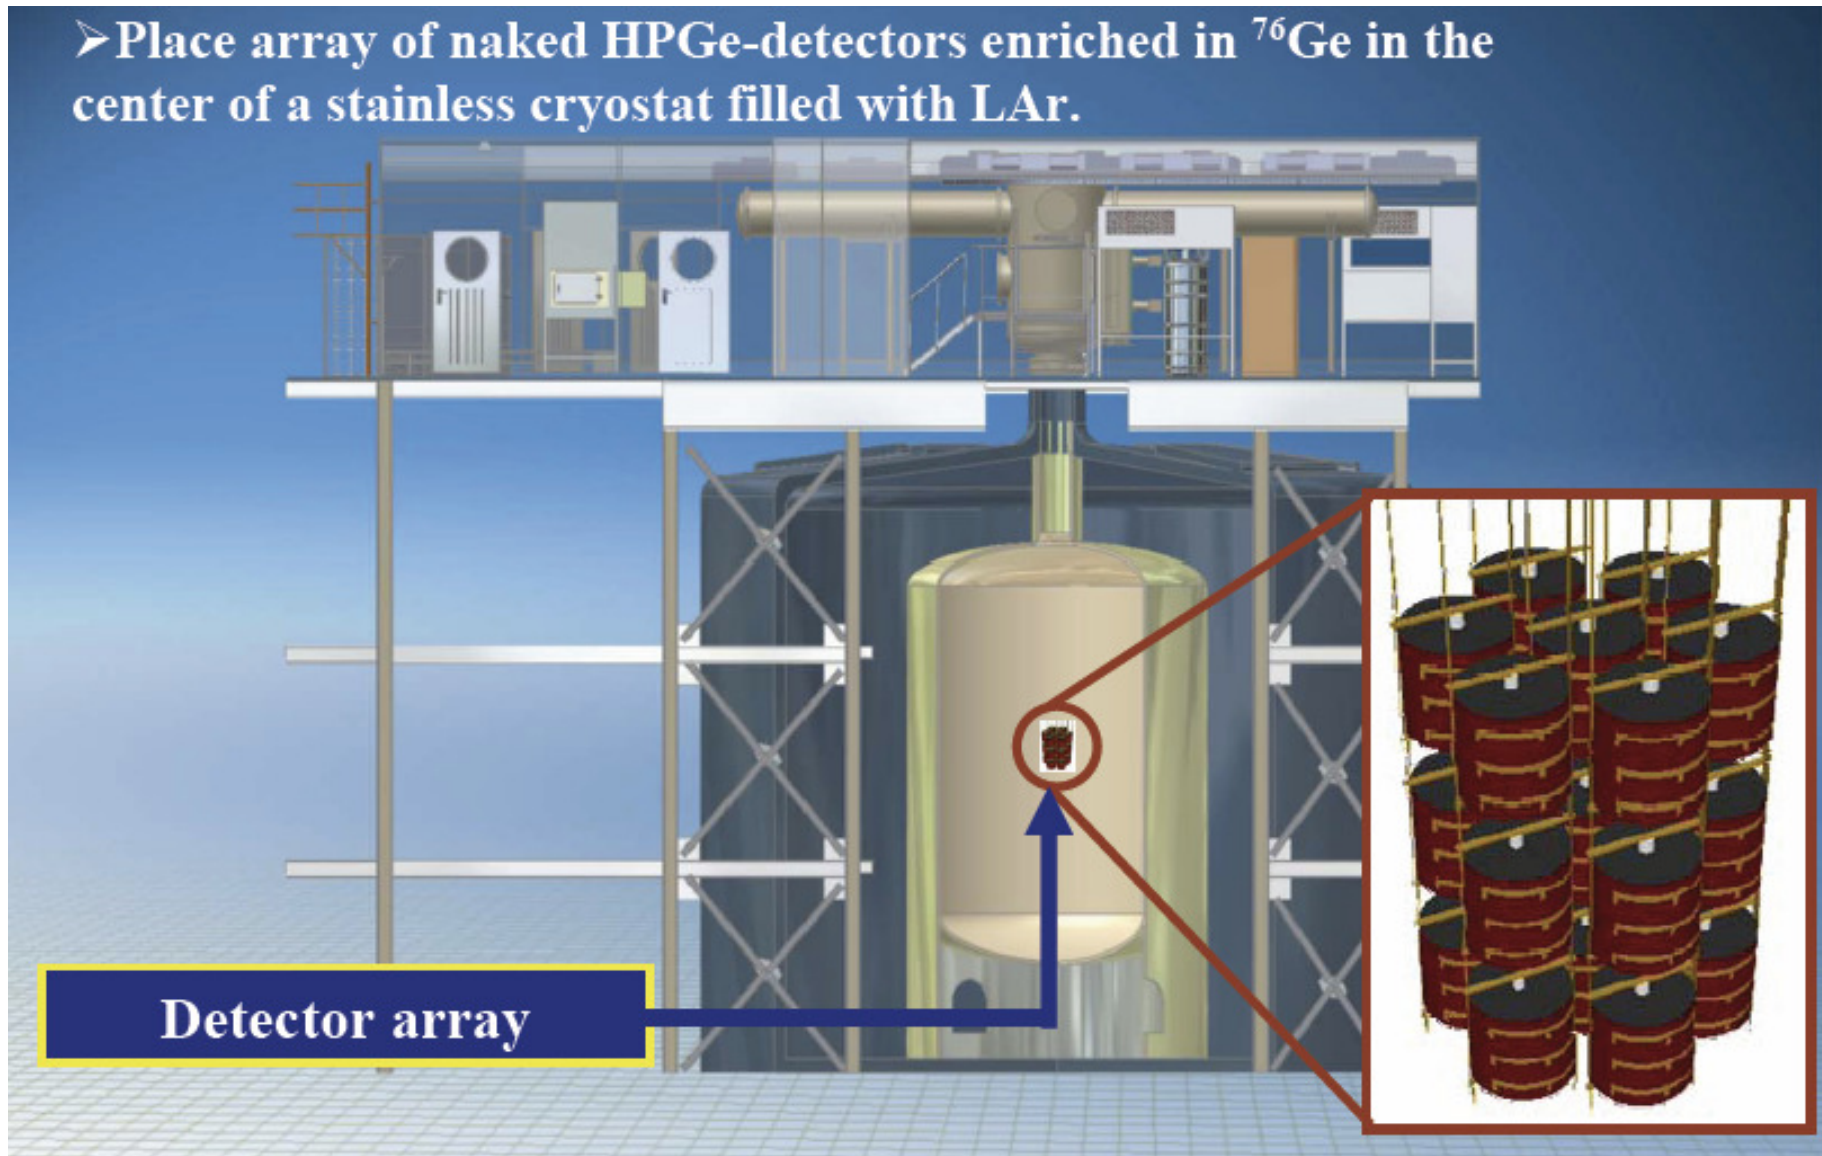 ➢Place array of naked HPGe-detectors enriched in ⁷⁶Ge in the
center of a stainless cryostat filled with LAr.
Detector array